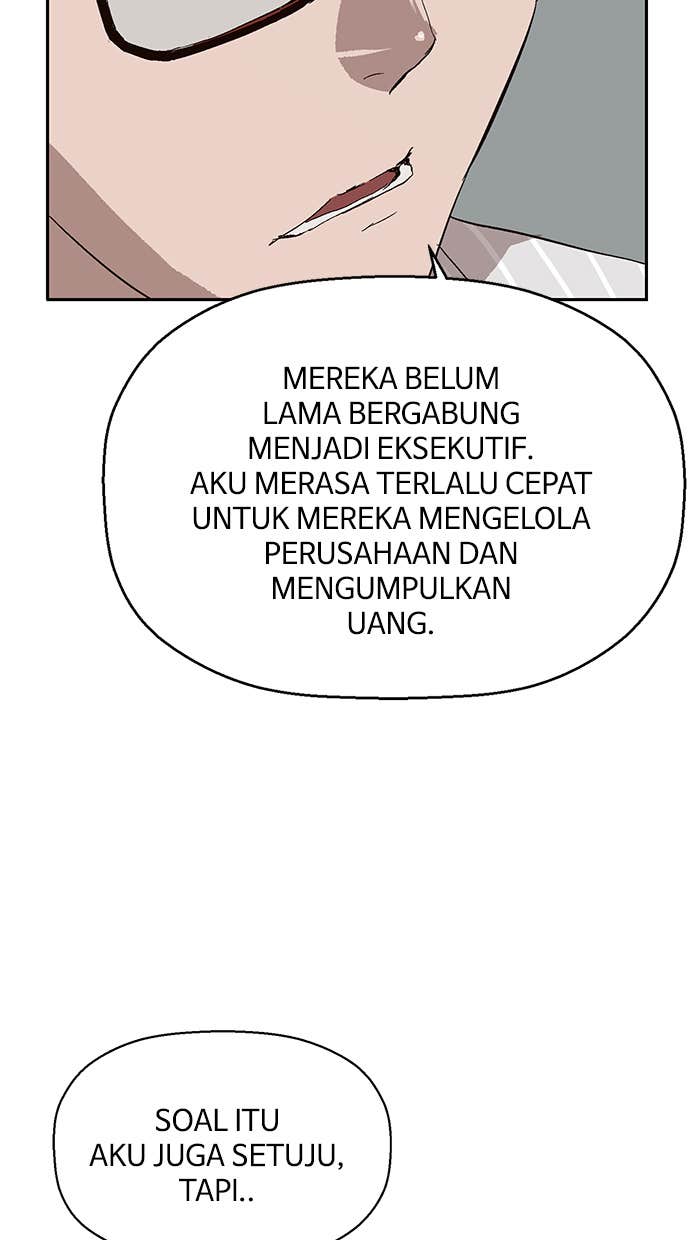 MEREKA BELUM
LAMA BERGABUNG
MENJADI EKSEKUTIF.
AKU MERASA TERLALU CEPAT
UNTUK MEREKA MENGELOLA
PERUSAHAAN DAN
MENGUMPULKAN
UANG.
SOAL ITU
AKU JUGA SETUJU,
TAPI..